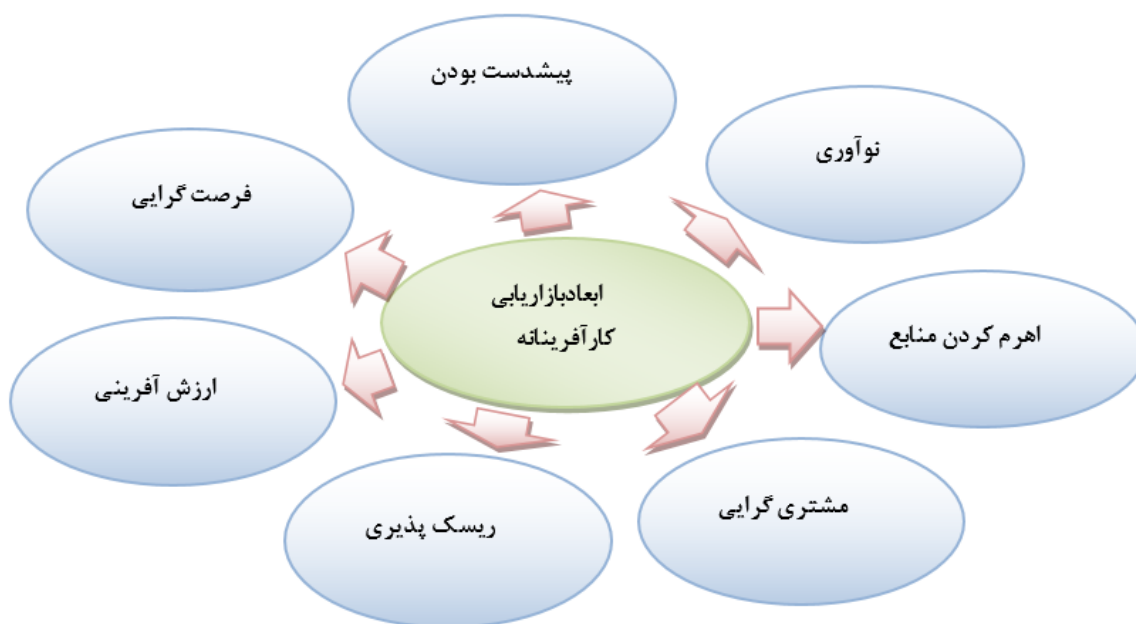 پیشدست بودن
نوآوری
فرصت گرایی
ابعادبازاریابی
کارآفرینانه
اهرم کردن منابع
ارزش آفرینی
مشتری گرایی
ریسک پذیری